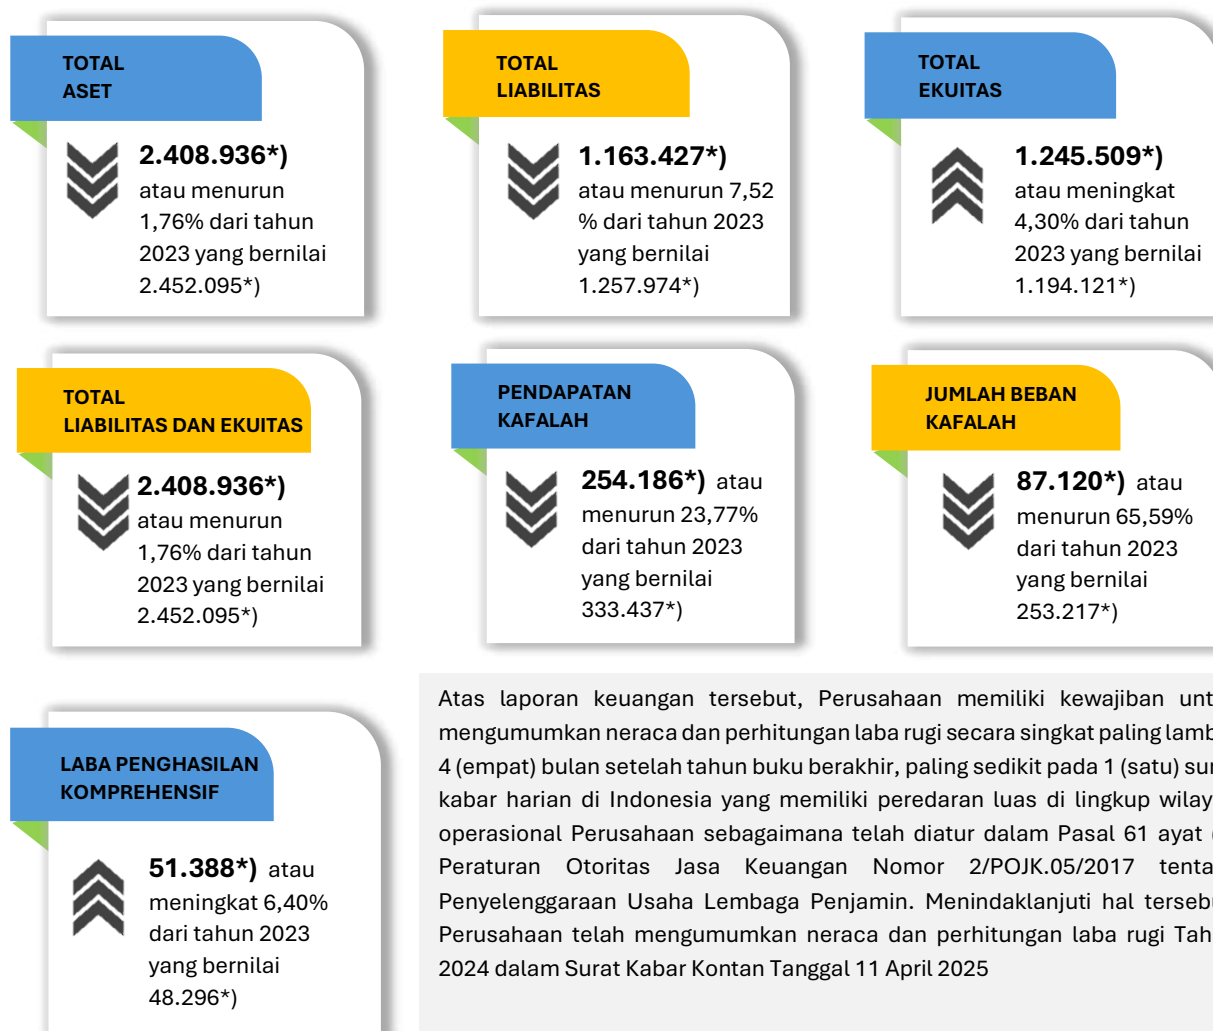 TOTAL
ASET
2.408.936*)
atau menurun
1,76% dari tahun
2023 yang bernilai
2.452.095*)
TOTAL
LIABILITAS
1.163.427*)
atau menurun 7,52
% dari tahun 2023
yang bernilai
1.257.974*)
TOTAL
EKUITAS
1.245.509*)
atau meningkat
4,30% dari tahun
2023 yang bernilai
1.194.121*)
TOTAL
LIABILITAS DAN EKUITAS
2.408.936*)
atau menurun
1,76% dari tahun
2023 yang bernilai
2.452.095*)
PENDAPATAN
KAFALAH
254.186*) atau
menurun 23,77%
dari tahun 2023
yang bernilai
333.437*)
JUMLAH BEBAN
KAFALAH
87.120*) atau
menurun 65,59%
dari tahun 2023
yang bernilai
253.217*)
LABA PENGHASILAN
KOMPREHENSIF
51.388*) atau
meningkat 6,40%
dari tahun 2023
yang bernilai
48.296*)
Atas laporan keuangan tersebut, Perusahaan memiliki kewajiban
mengumumkan neraca dan perhitungan laba rugi secara singkat paling
4 (empat) bulan setelah tahun buku berakhir, paling sedikit pada 1 (satu)
kabar harian di Indonesia yang memiliki peredaran luas di lingkup
operasional Perusahaan sebagaimana telah diatur dalam Pasal 61 ayat
Peraturan Otoritas Jasa Keuangan Nomor 2/POJK.05/2017
Penyelenggaraan Usaha Lembaga Penjamin. Menindaklanjuti hal
Perusahaan telah mengumumkan neraca dan perhitungan laba rugi
2024 dalam Surat Kabar Kontan Tanggal 11 April 2025